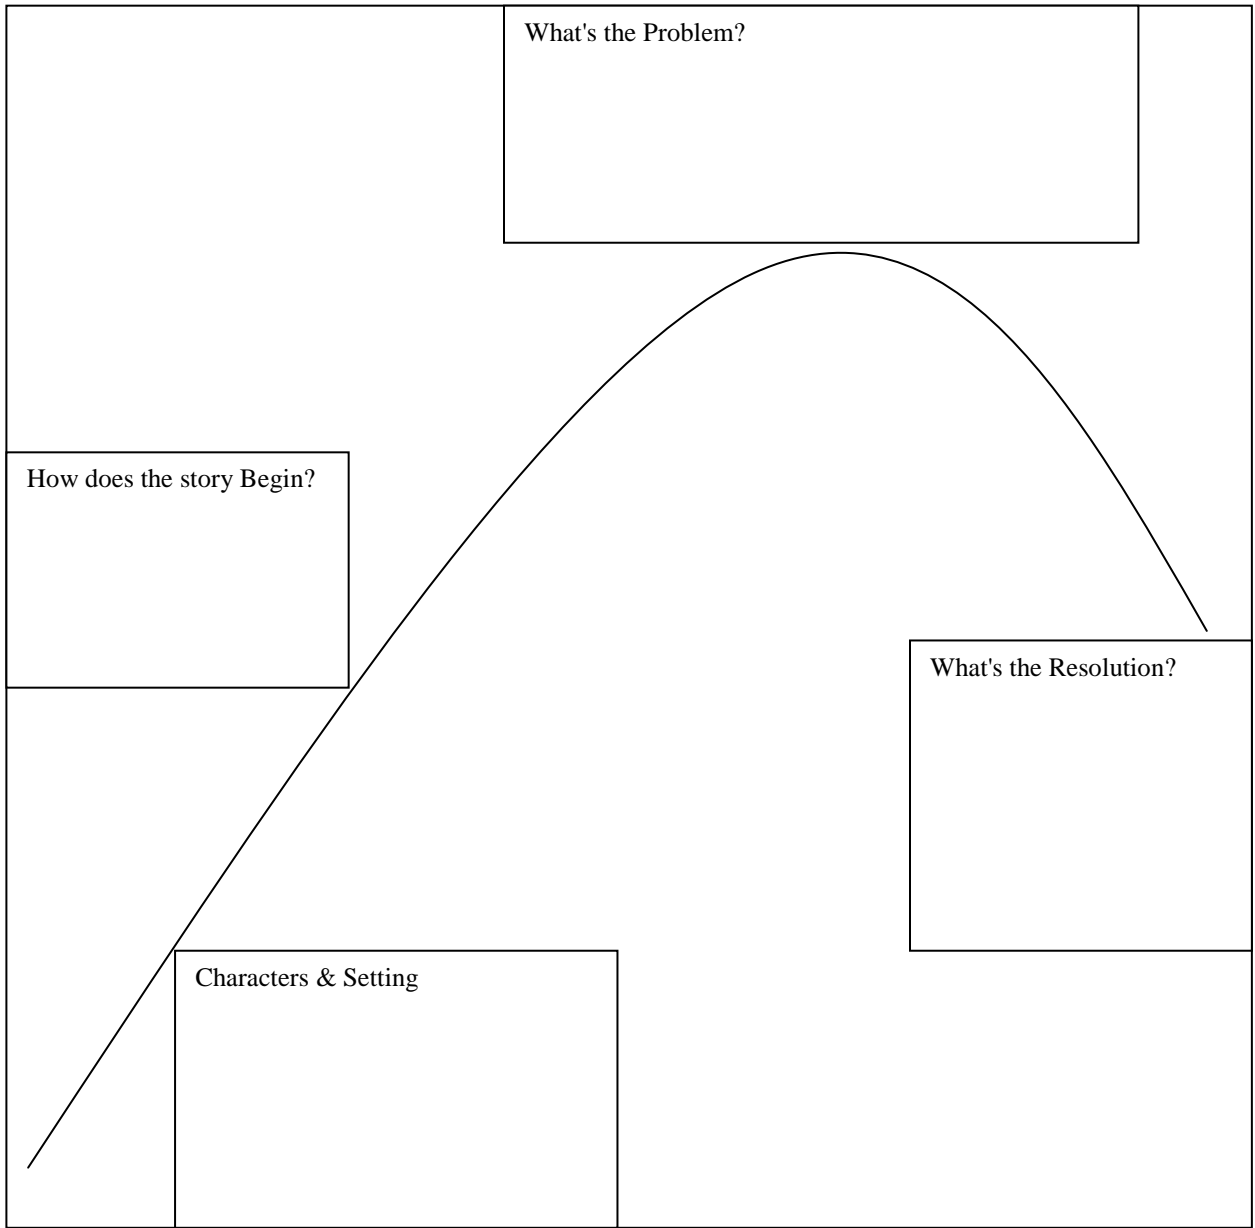 What's the Problem?
How does the story Begin?
What's the Resolution?
Characters & Setting